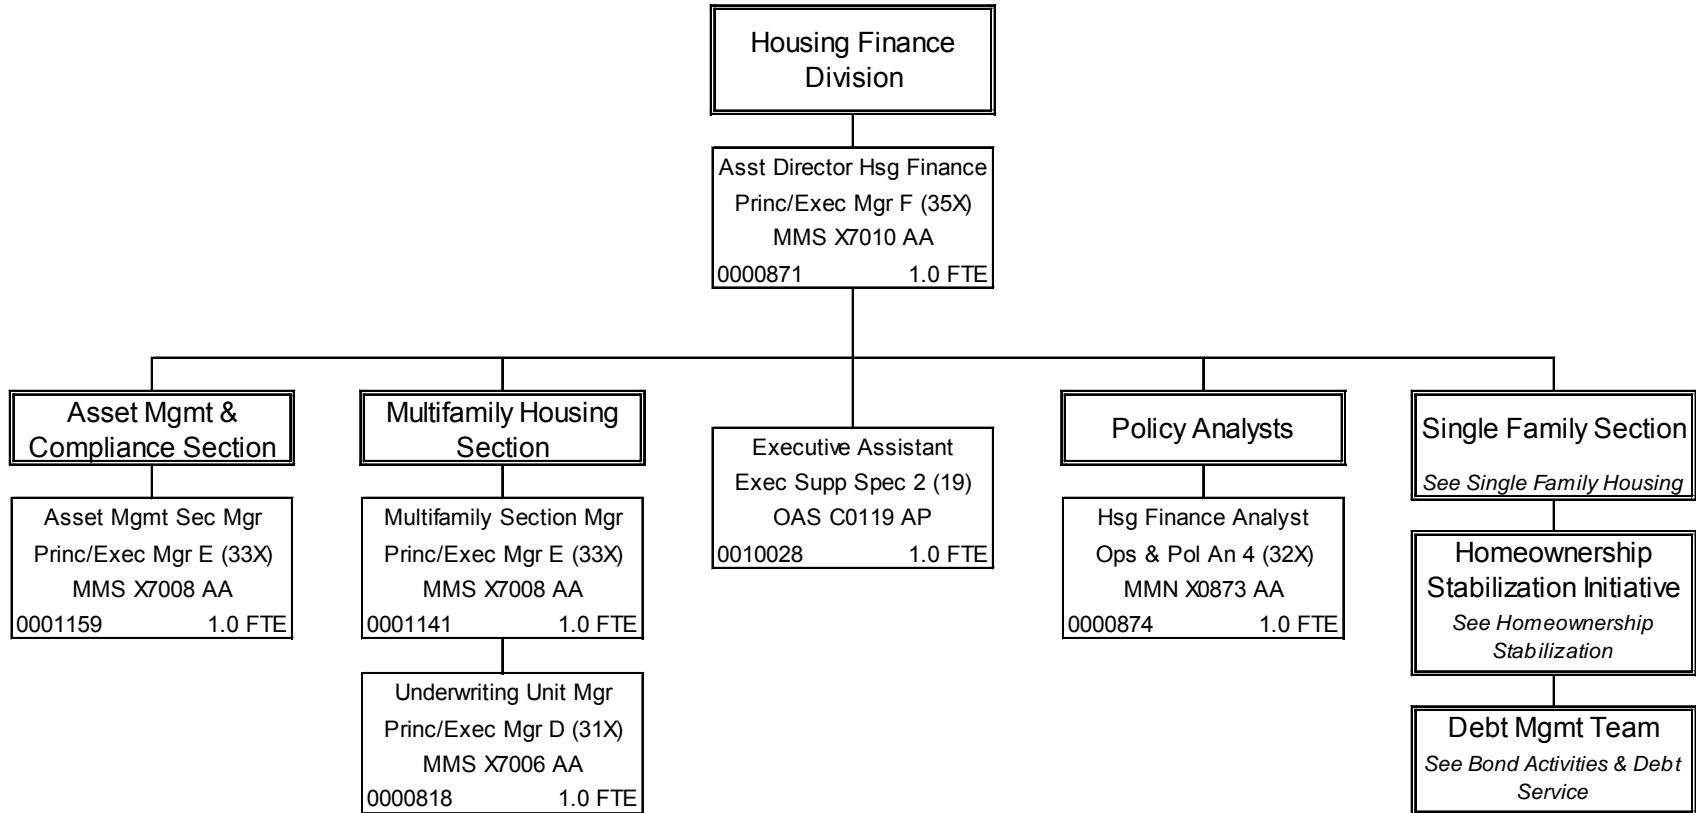 Housing Finance
Division
Asst Director Hsg Finance
Princ/Exec Mgr F (35X)
MMS X7010 AA
0000871 1.0 FTE
Asset Mgmt &
Compliance Section
Asset Mgmt Sec Mgr
Princ/Exec Mgr E (33X)
MMS X7008 AA
0001159 1.0 FTE
Multifamily Housing
Section
Multifamily Section Mgr
Princ/Exec Mgr E (33X)
MMS X7008 AA
0001141 1.0 FTE
Underwriting Unit Mgr
Princ/Exec Mgr D (31X)
MMS X7006 AA
0000818 1.0 FTE
Executive Assistant
Exec Supp Spec 2 (19)
OAS C0119 AP
0010028 1.0 FTE
Policy Analysts
Hsg Finance Analyst
Ops & Pol An 4 (32X)
MMN X0873 AA
0000874 1.0 FTE
Single Family Section
See Single Family Housing
Homeownership
Stabilization Initiative
See Homeownership
Stabilization
Debt Mgmt Team
See Bond Activities & Debt
Service